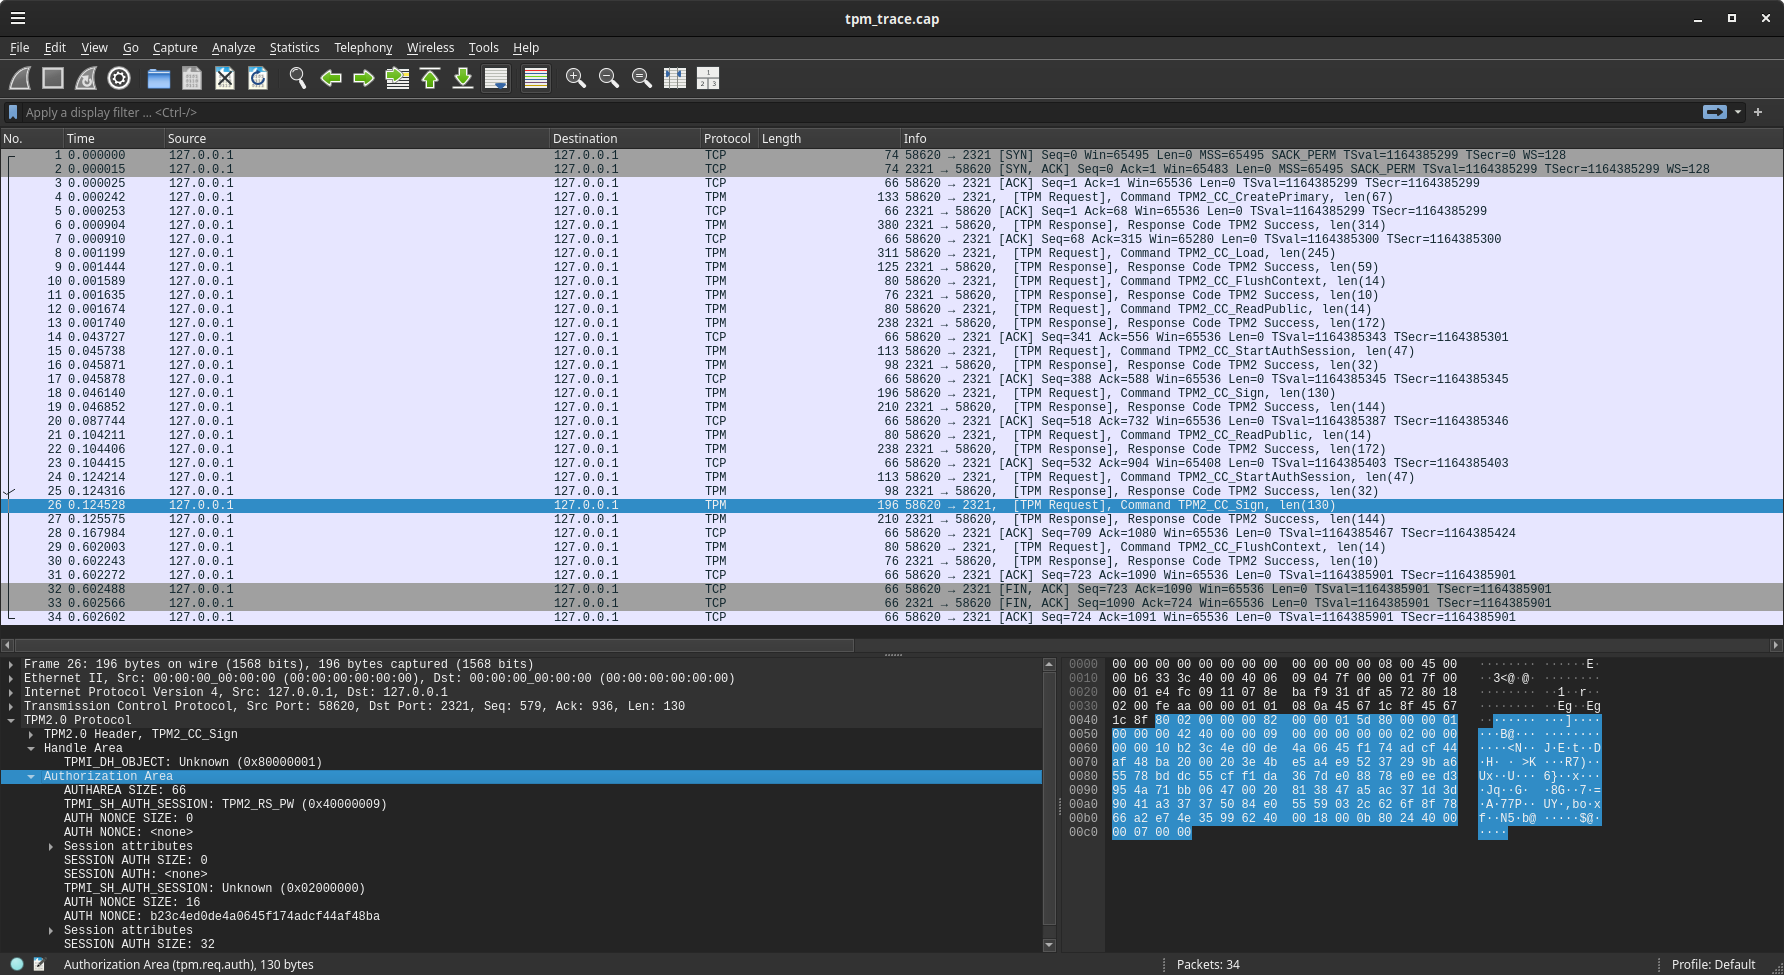 tpm_trace.cap
File Edit View Go Capture Analyze Statistics Telephony Wireless Tools Help
Apply a display filter ... <Ctrl-/>
No. Time Source Destination Protocol Length Info
1 0.000000 127.0.0.1 127.0.0.1 TCP 74 58620 → 2321 [SYN] Seq=0 Win=65495 Len=0 MSS=65495 SACK_PERM TSval=1164385299 TSecr=0 WS=128
2 0.000015 127.0.0.1 127.0.0.1 TCP 74 2321 → 58620 [SYN, ACK] Seq=0 Ack=1 Win=65483 Len=0 MSS=65495 SACK_PERM TSval=1164385299 TSecr=1164385299 WS=128
3 0.000025 127.0.0.1 127.0.0.1 TCP 66 58620 → 2321 [ACK] Seq=1 Ack=1 Win=65536 Len=0 TSval=1164385299 TSecr=1164385299
4 0.000242 127.0.0.1 127.0.0.1 TPM 133 58620 → 2321, [TPM Request], Command TPM2_CC_CreatePrimary, len(67)
5 0.000253 127.0.0.1 127.0.0.1 TCP 66 2321 → 58620 [ACK] Seq=1 Ack=68 Win=65536 Len=0 TSval=1164385299 TSecr=1164385299
6 0.000904 127.0.0.1 127.0.0.1 TPM 380 2321 → 58620, [TPM Response], Response Code TPM2 Success, len(314)
7 0.000910 127.0.0.1 127.0.0.1 TCP 66 58620 → 2321 [ACK] Seq=68 Ack=315 Win=65280 Len=0 TSval=1164385300 TSecr=1164385300
8 0.001199 127.0.0.1 127.0.0.1 TPM 311 58620 → 2321, [TPM Request], Command TPM2_CC_Load, len(245)
9 0.001444 127.0.0.1 127.0.0.1 TPM 125 2321 → 58620, [TPM Response], Response Code TPM2 Success, len(59)
10 0.001589 127.0.0.1 127.0.0.1 TPM 80 58620 → 2321, [TPM Request], Command TPM2_CC_FlushContext, len(14)
11 0.001635 127.0.0.1 127.0.0.1 TPM 76 2321 → 58620, [TPM Response], Response Code TPM2 Success, len(10)
12 0.001674 127.0.0.1 127.0.0.1 TPM 80 58620 → 2321, [TPM Request], Command TPM2_CC_ReadPublic, len(14)
13 0.001740 127.0.0.1 127.0.0.1 TPM 238 2321 → 58620, [TPM Response], Response Code TPM2 Success, len(172)
14 0.043727 127.0.0.1 127.0.0.1 TCP 66 58620 → 2321 [ACK] Seq=341 Ack=556 Win=65536 Len=0 TSval=1164385343 TSecr=1164385301
15 0.045738 127.0.0.1 127.0.0.1 TPM 113 58620 → 2321, [TPM Request], Command TPM2_CC_StartAuthSession, len(47)
16 0.045871 127.0.0.1 127.0.0.1 TPM 98 2321 → 58620, [TPM Response], Response Code TPM2 Success, len(32)
17 0.045878 127.0.0.1 127.0.0.1 TCP 66 58620 → 2321 [ACK] Seq=388 Ack=588 Win=65536 Len=0 TSval=1164385345 TSecr=1164385345
18 0.046140 127.0.0.1 127.0.0.1 TPM 196 58620 → 2321, [TPM Request], Command TPM2_CC_Sign, len(130)
19 0.046852 127.0.0.1 127.0.0.1 TPM 210 2321 → 58620, [TPM Response], Response Code TPM2 Success, len(144)
20 0.087744 127.0.0.1 127.0.0.1 TCP 66 58620 → 2321 [ACK] Seq=518 Ack=732 Win=65536 Len=0 TSval=1164385387 TSecr=1164385346
21 0.104211 127.0.0.1 127.0.0.1 TPM 80 58620 → 2321, [TPM Request], Command TPM2_CC_ReadPublic, len(14)
22 0.104406 127.0.0.1 127.0.0.1 TPM 238 2321 → 58620, [TPM Response], Response Code TPM2 Success, len(172)
23 0.104415 127.0.0.1 127.0.0.1 TCP 66 58620 → 2321 [ACK] Seq=532 Ack=904 Win=65408 Len=0 TSval=1164385403 TSecr=1164385403
24 0.124214 127.0.0.1 127.0.0.1 TPM 113 58620 → 2321, [TPM Request], Command TPM2_CC_StartAuthSession, len(47)
25 0.124316 127.0.0.1 127.0.0.1 TPM 98 2321 → 58620, [TPM Response], Response Code TPM2 Success, len(32)
26 0.124528 127.0.0.1 127.0.0.1 TPM 196 58620 → 2321, [TPM Request], Command TPM2_CC_Sign, len(130)
27 0.125575 127.0.0.1 127.0.0.1 TPM 210 2321 → 58620, [TPM Response], Response Code TPM2 Success, len(144)
28 0.167984 127.0.0.1 127.0.0.1 TCP 66 58620 → 2321 [ACK] Seq=709 Ack=1080 Win=65536 Len=0 TSval=1164385467 TSecr=1164385424
29 0.602003 127.0.0.1 127.0.0.1 TPM 80 58620 → 2321, [TPM Request], Command TPM2_CC_FlushContext, len(14)
30 0.602243 127.0.0.1 127.0.0.1 TPM 76 2321 → 58620, [TPM Response], Response Code TPM2 Success, len(10)
31 0.602272 127.0.0.1 127.0.0.1 TCP 66 58620 → 2321 [ACK] Seq=723 Ack=1090 Win=65536 Len=0 TSval=1164385901 TSecr=1164385901
32 0.602488 127.0.0.1 127.0.0.1 TCP 66 58620 → 2321 [FIN, ACK] Seq=723 Ack=1090 Win=65536 Len=0 TSval=1164385901 TSecr=1164385901
33 0.602566 127.0.0.1 127.0.0.1 TCP 66 2321 → 58620 [FIN, ACK] Seq=1090 Ack=724 Win=65536 Len=0 TSval=1164385901 TSecr=1164385901
34 0.602602 127.0.0.1 127.0.0.1 TCP 66 58620 → 2321 [ACK] Seq=724 Ack=1091 Win=65536 Len=0 TSval=1164385901 TSecr=1164385901
Frame 26: 196 bytes on wire (1568 bits), 196 bytes captured (1568 bits)
Ethernet II, Src: 00:00:00_00:00:00 (00:00:00:00:00:00), Dst: 00:00:00_00:00:00 (00:00:00:00:00:00)
Internet Protocol Version 4, Src: 127.0.0.1, Dst: 127.0.0.1
Transmission Control Protocol, Src Port: 58620, Dst Port: 2321, Seq: 579, Ack: 936, Len: 130
TPM2.0 Protocol
TPM2.0 Header, TPM2_CC_Sign
Handle Area
TPMI_DH_OBJECT: Unknown (0x80000001)
Authorization Area
AUTHAREA SIZE: 66
TPMI_SH_AUTH_SESSION: TPM2_RS_PW (0x40000009)
AUTH NONCE SIZE: 0
AUTH NONCE: <none>
Session attributes
SESSION AUTH SIZE: 0
SESSION AUTH: <none>
TPMI_SH_AUTH_SESSION: Unknown (0x02000000)
AUTH NONCE SIZE: 16
AUTH NONCE: b23c4ed0de4a0645f174adcf44af48ba
Session attributes
SESSION AUTH SIZE: 32
0000 00 00 00 00 00 00 00 00 00 00 00 00 08 00 45 00 ········ ······E·
0010 00 b6 33 3c 40 00 40 06 09 04 7f 00 00 01 7f 00 ··3<@·@· ········
0020 00 01 e4 fc 09 11 07 8e ba f9 31 df a5 72 80 18 ········ ··1··r··
0030 02 00 fe aa 00 00 01 01 08 0a 45 67 1c 8f 45 67 ········ ··Eg··Eg
0040 1c 8f 80 02 00 00 00 82 00 00 01 5d 80 00 00 01 ········ ···]····
0050 00 00 00 42 40 00 00 09 00 00 00 00 00 02 00 00 ···B@··· ········
0060 00 00 10 b2 3c 4e d0 de 4a 06 45 f1 74 ad cf 44 ····<N·· J·E·t··D
0070 af 48 ba 20 00 20 3e 4b be a5 a4 e9 52 37 29 9b a6 ·H· · >K ····R7)··
0080 55 78 bd dc 55 cf f1 da 36 7d e0 88 78 e0 ee d3 Ux··U··· 6}··x···
0090 95 4a 71 bb 06 47 00 20 81 38 47 a5 ac 37 1d 3d ·Jq··G· ·8G··7·=
00a0 90 41 a3 37 37 50 84 e0 55 59 03 2c 62 6f 8f 78 ·A·77P·· UY·,bo·x
00b0 66 a2 e7 4e 35 99 62 40 00 18 00 0b 80 24 40 00 f··N5·b@ ·····$@·
00c0 00 07 00 00 ····
Authorization Area (tpm.req.auth), 130 bytes
Packets: 34
Profile: Default